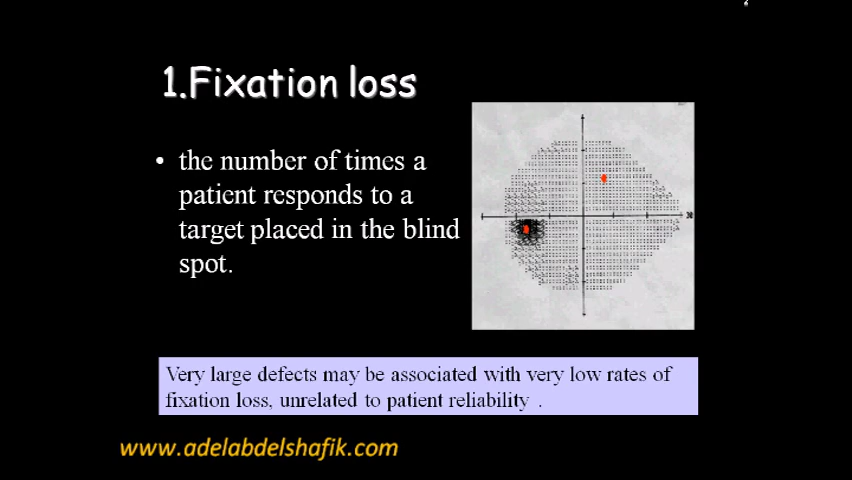 1.Fixation loss
• the number of times a
patient responds to a
target placed in the blind
spot.
30
Very large defects may be associated with very low rates of
fixation loss, unrelated to patient reliability .
www.adelabdelshafik.com